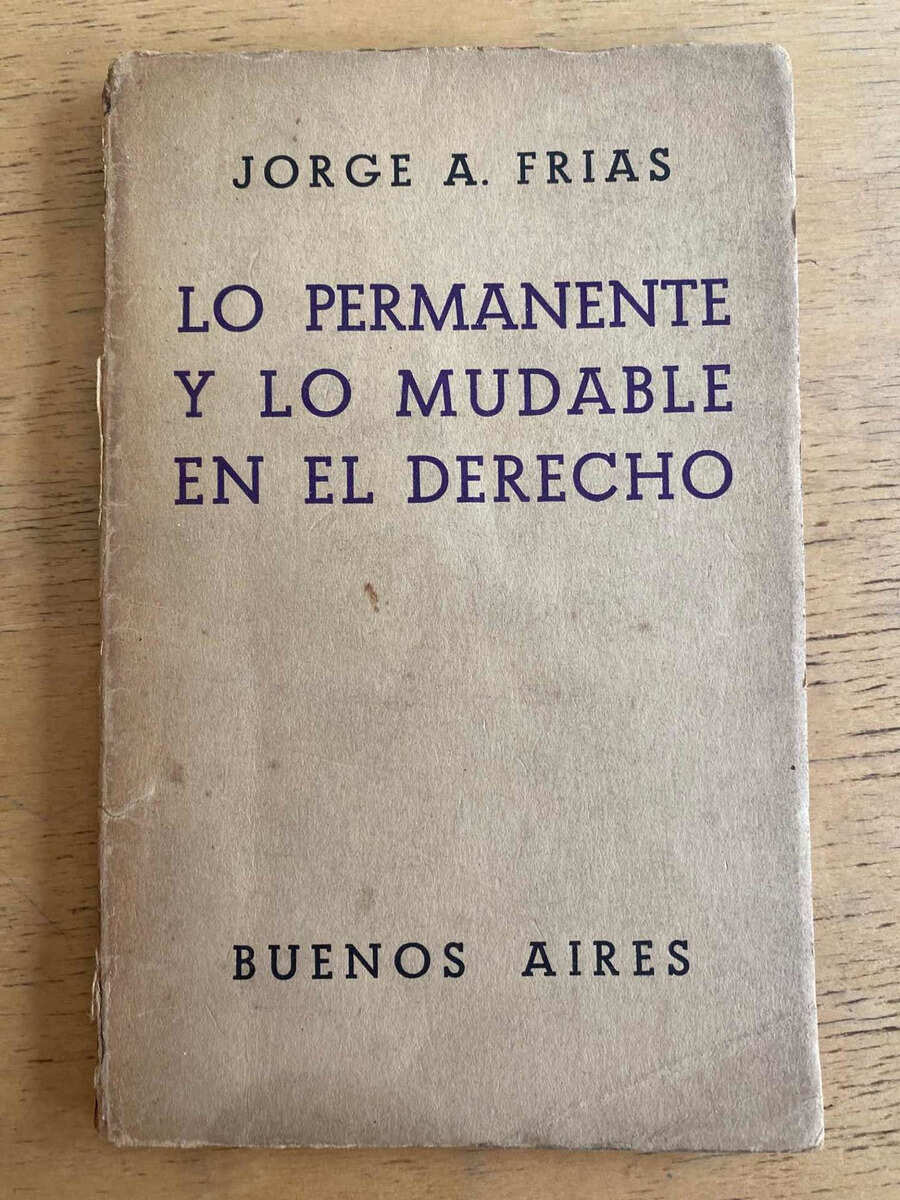 JORGE A. FRIAS
LO PERMANENTE
Y LO MUDABLE
EN EL DERECHO
BUENOS AIRES